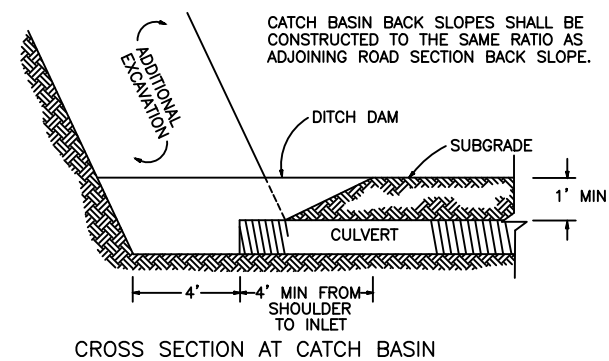 CATCH BASIN BACK SLOPES SHALL BE
CONSTRUCTED TO THE SAME RATIO AS
ADJOINING ROAD SECTION BACK SLOPE.
ADDITIONAL
EXCAVATION
DITCH DAM
SUBGRADE
1' MIN
CULVERT
4'
4' MIN FROM
SHOULDER
TO INLET
CROSS SECTION AT CATCH BASIN